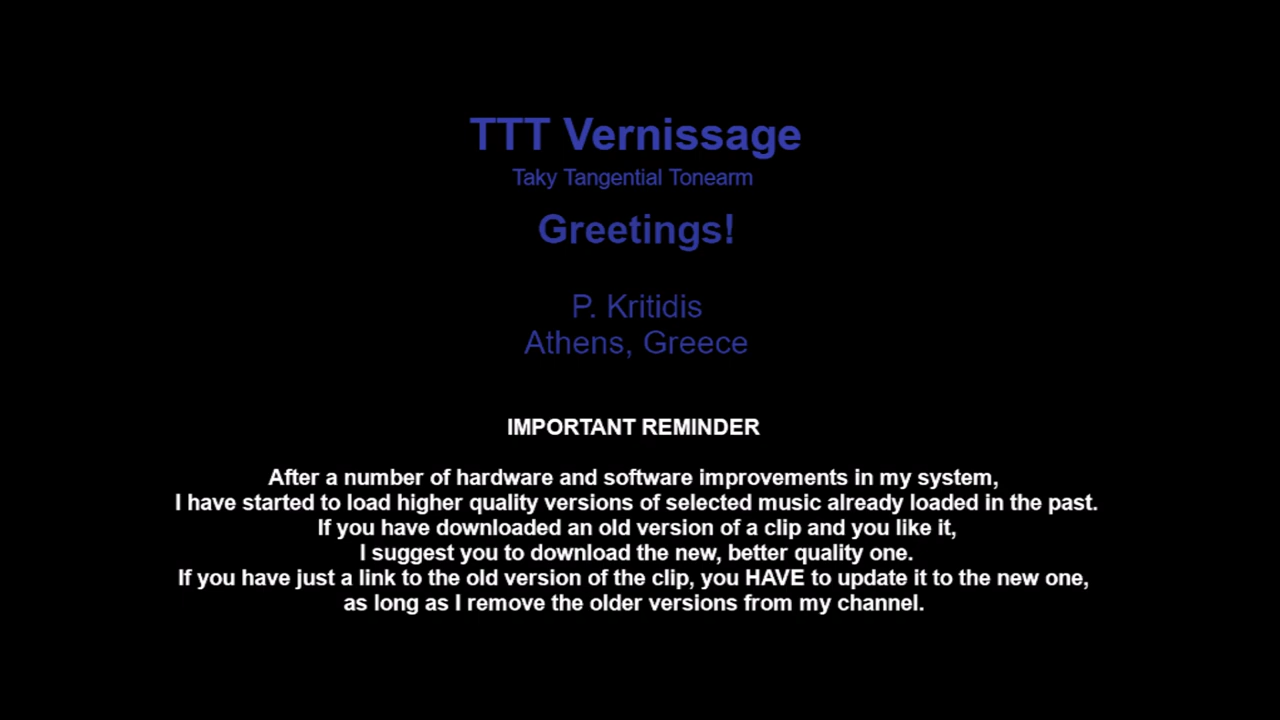 TTT Vernissage
Taky Tangential Tonearm
Greetings!
P. Kritidis
Athens, Greece
IMPORTANT REMINDER
After a number of hardware and software improvements in my system,
I have started to load higher quality versions of selected music already loaded in the past.
If you have downloaded an old version of a clip and you like it,
I suggest you to download the new, better quality one.
If you have just a link to the old version of the clip, you HAVE to update it to the new one,
as long as I remove the older versions from my channel.